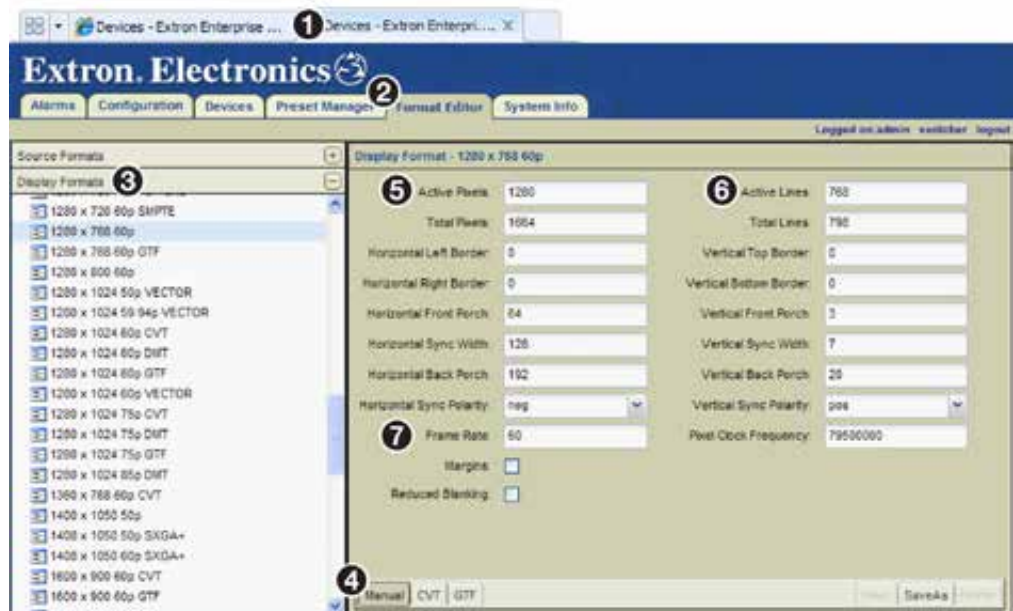 Devices - Extron Enterprise ...
1
Devices - Extron Enterpri... X
Extron. Electronics
2
Alarms Configuration Devices Preset Manager Format Editor System Info
Logged on admin switcher logout
Source Formats
Display Formats 3
1280 x 720 60p SMPTE
1280 x 768 60p
1280 x 768 60p GTF
1280 x 800 60p
1280 x 1024 50p VECTOR
1280 x 1024 59.94p VECTOR
1280 x 1024 60p CVT
1280 x 1024 60p DMT
1280 x 1024 60p GTF
1280 x 1024 60p VECTOR
1280 x 1024 75p CVT
1280 x 1024 75p DMT
1280 x 1024 75p GTF
1280 x 1024 85p DMT
1360 x 768 60p CVT
1400 x 1050 50p
1400 x 1050 50p SXGA+
1400 x 1050 60p SXGA+
1600 x 900 60p CVT
1600 x 900 60p GTF
Display Format - 1280 x 768 60p
5 Active Pixels: 1280
Total Pixels: 1664
Horizontal Left Border: 0
Horizontal Right Border: 0
Horizontal Front Porch: 64
Horizontal Sync Width: 128
Horizontal Back Porch: 192
Horizontal Sync Polarity: neg
7 Frame Rate: 60
Margins:
Reduced Blanking:
6 Active Lines: 768
Total Lines: 798
Vertical Top Border: 0
Vertical Bottom Border: 0
Vertical Front Porch: 3
Vertical Sync Width: 7
Vertical Back Porch: 20
Vertical Sync Polarity: pos
Pixel Clock Frequency: 79500000
4
Manual CVT GTF
SaveAs